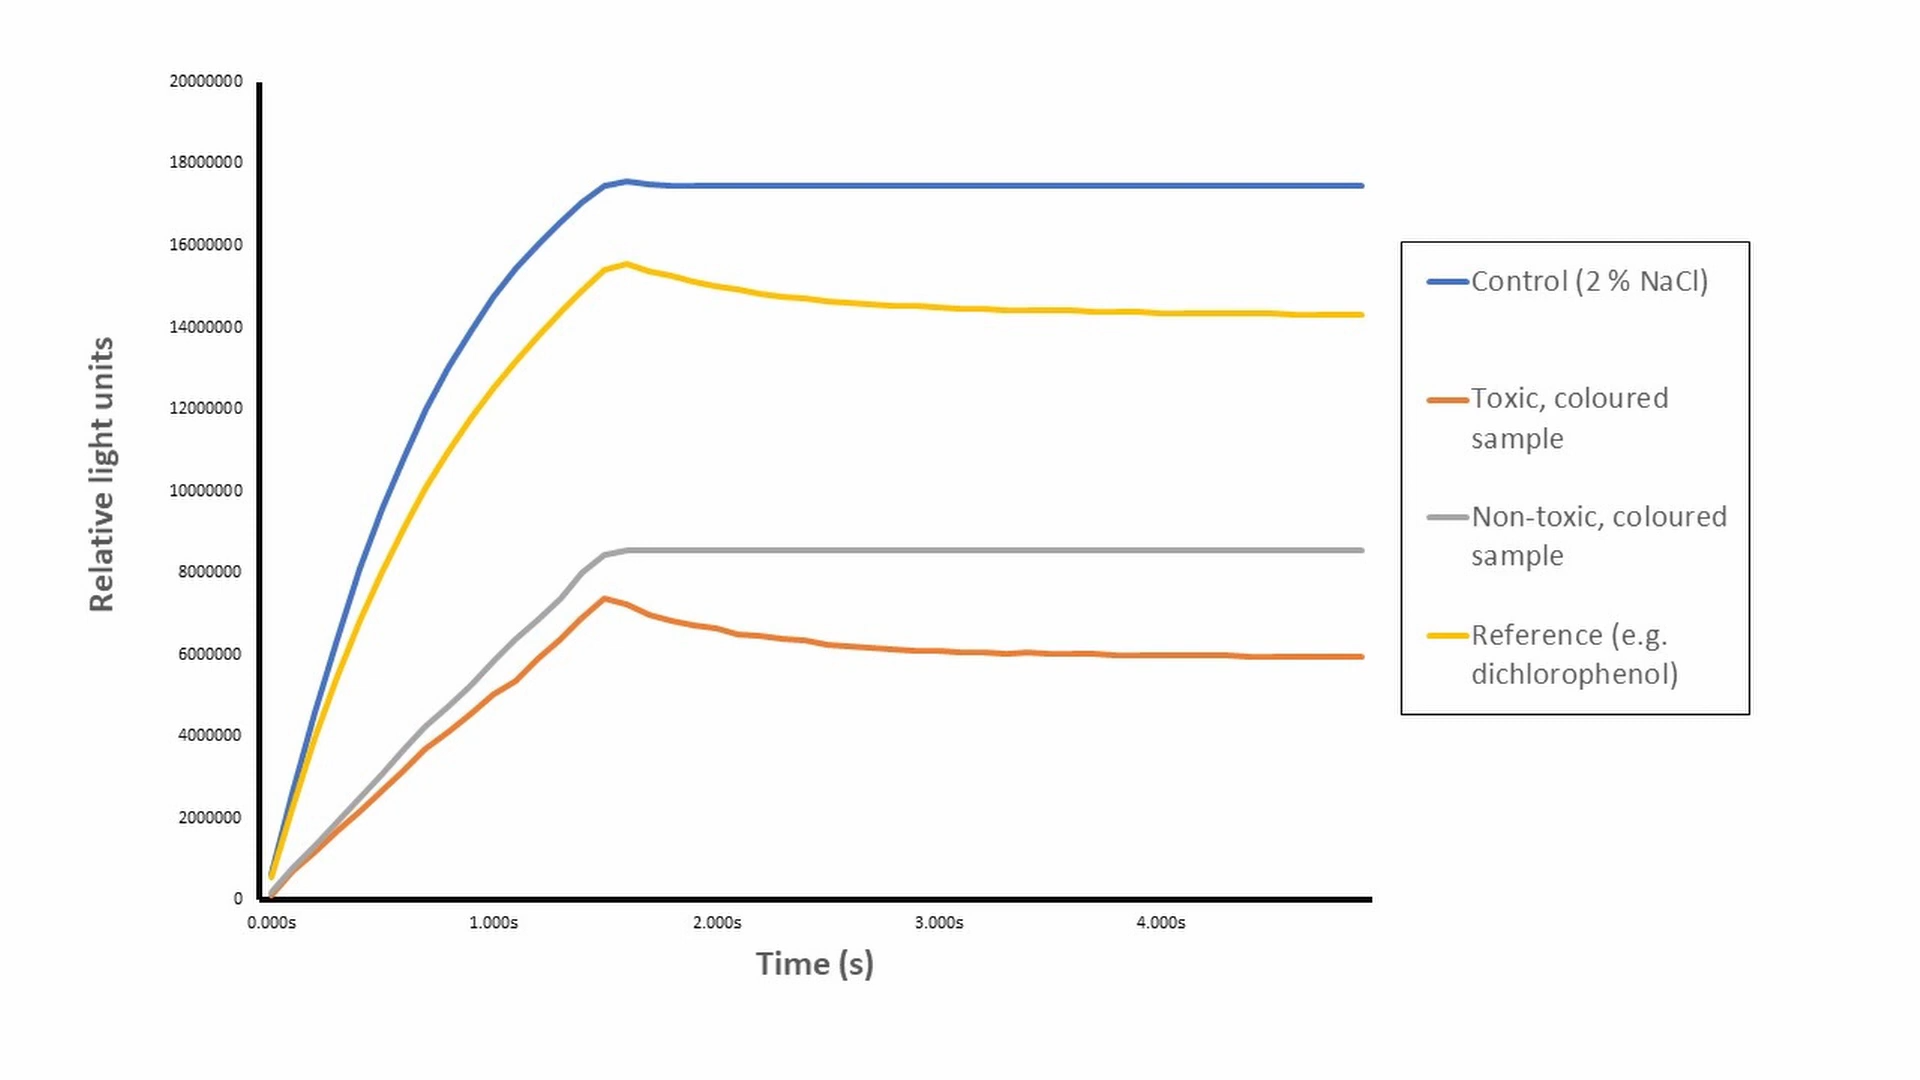 20000000
18000000
16000000
14000000
12000000
10000000
8000000
6000000
4000000
2000000
0
Relative light units
0.000s
1.000s
2.000s
3.000s
4.000s
Time (s)
Control (2 % NaCl)
Toxic, coloured
sample
Non-toxic, coloured
sample
Reference (e.g.
dichlorophenol)